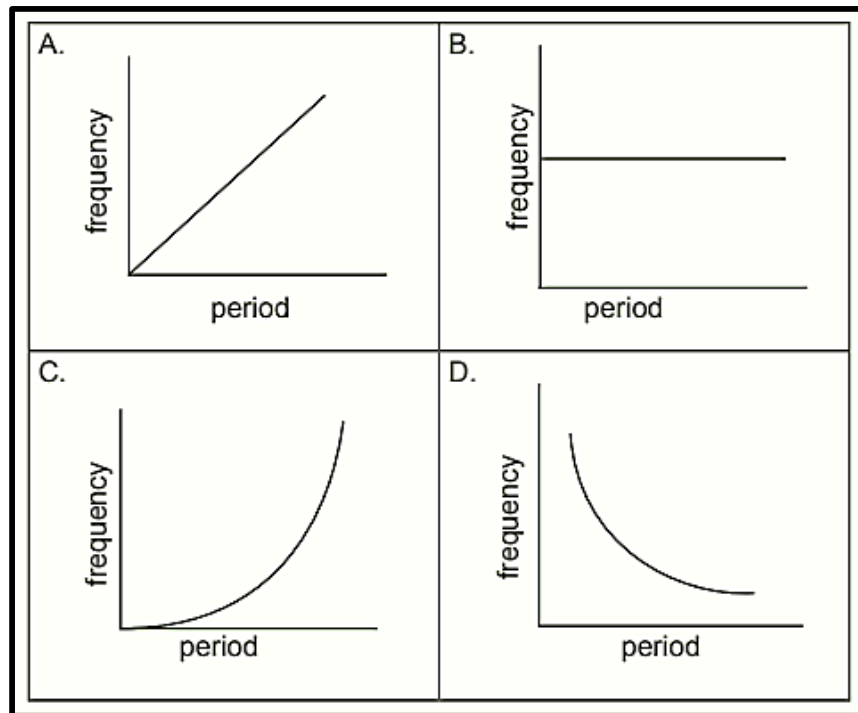 A.
frequency
period
B.
frequency
period
C.
frequency
period
D.
frequency
period